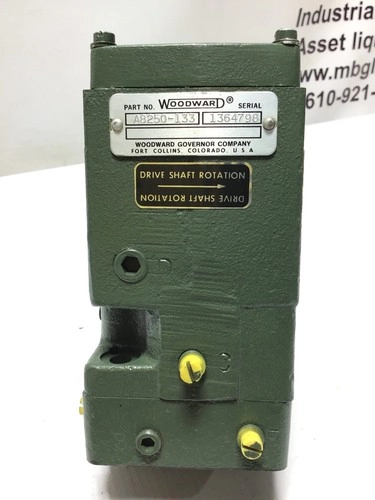 Industria
Asset liq
www.mbgl
610-921-
PART NO. WOODWARD® SERIAL
A8250-133 1364798
WOODWARD GOVERNOR COMPANY
FORT COLLINS, COLORADO, U.S.A
DRIVE SHAFT ROTATION
DRIVE SHAFT ROTATION
C